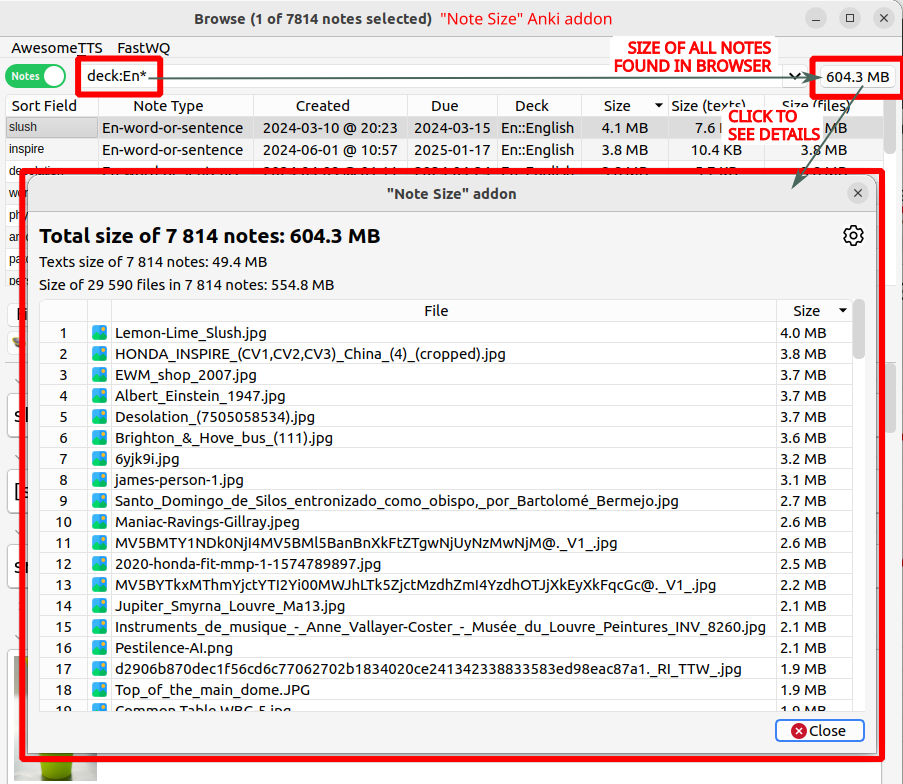 Browse (1 of 7814 notes selected) "Note Size" Anki addon
AwesomeTTS FastWQ
SIZE OF ALL NOTES
FOUND IN BROWSER
Notes deck:En* 604.3 MB
Sort Field Note Type Created Due Deck Size Size (texts) Size (files)
CLICK TO
SEE DETAILS
slush En-word-or-sentence 2024-03-10 @ 20:23 2024-03-15 En::English 4.1 MB 7.6 MB
inspire En-word-or-sentence 2024-06-01 @ 10:57 2025-01-17 En::English 3.8 MB 10.4 KB 3.8 MB
"Note Size" addon
Total size of 7 814 notes: 604.3 MB
Texts size of 7 814 notes: 49.4 MB
Size of 29 590 files in 7 814 notes: 554.8 MB
File Size
1 Lemon-Lime_Slush.jpg 4.0 MB
2 HONDA_INSPIRE_(CV1,CV2,CV3)_China_(4)_(cropped).jpg 3.8 MB
3 EWM_shop_2007.jpg 3.7 MB
4 Albert_Einstein_1947.jpg 3.7 MB
5 Desolation_(7505058534).jpg 3.7 MB
6 Brighton_&_Hove_bus_(111).jpg 3.6 MB
7 6yjk9i.jpg 3.2 MB
8 james-person-1.jpg 3.1 MB
9 Santo_Domingo_de_Silos_entronizado_como_obispo,_por_Bartolomé_Bermejo.jpg 2.7 MB
10 Maniac-Ravings-Gillray.jpeg 2.6 MB
11 MV5BMTY1NDk0NjI4MV5BMl5BanBnXkFtZTgwNjUyNzMwNjM@._V1_.jpg 2.6 MB
12 2020-honda-fit-mmp-1-1574789897.jpg 2.5 MB
13 MV5BYTkxMThmYjctYTI2Yi00MWJhLTk5ZjctMzdhZmI4YzdhOTJjXkEyXkFqcGc@._V1_.jpg 2.2 MB
14 Jupiter_Smyrna_Louvre_Ma13.jpg 2.1 MB
15 Instruments_de_musique_-_Anne_Vallayer-Coster_-_Musée_du_Louvre_Peintures_INV_8260.jpg 2.1 MB
16 Pestilence-AI.png 2.1 MB
17 d2906b870dec1f56cd6c77062702b1834020ce241342338833583ed98eac87a1._RI_TTW_.jpg 1.9 MB
18 Top_of_the_main_dome.JPG 1.9 MB
Close